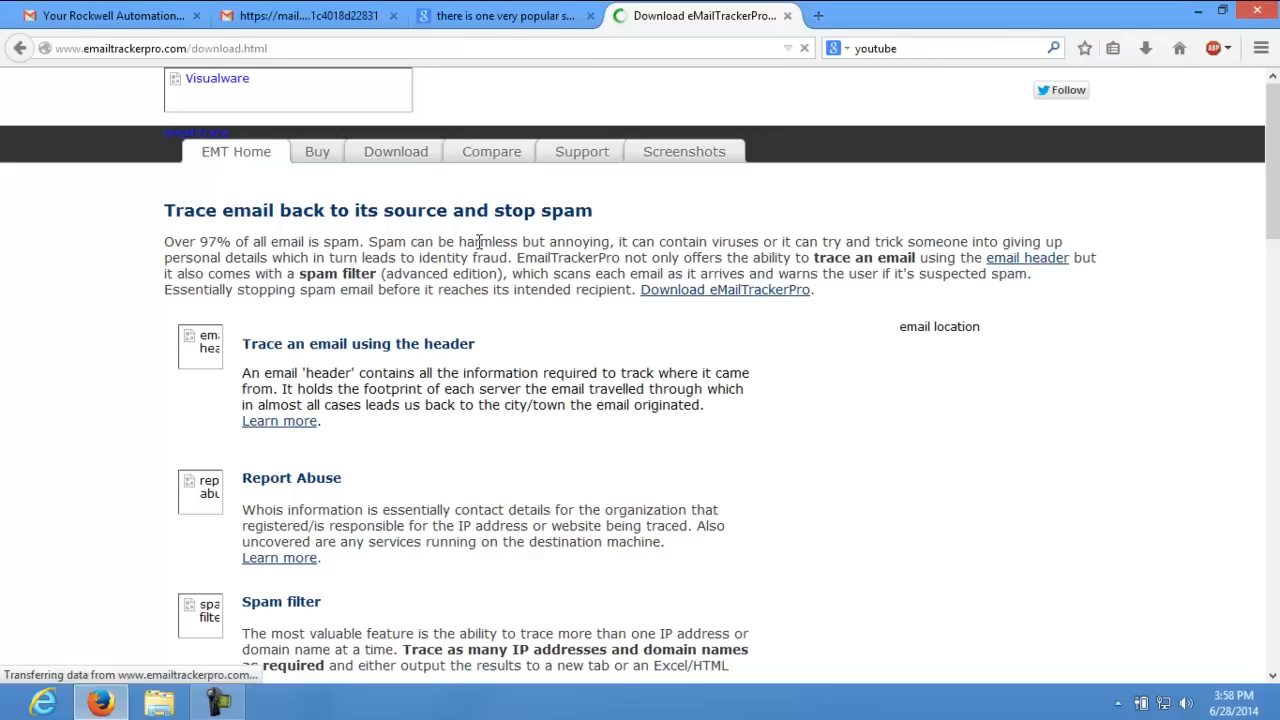 Your Rockwell Automation...
https://mail....1c4018d22831
there is one very popular s...
Download eMailTrackerPro...
www.emailtrackerpro.com/download.html
youtube
Visualware
Follow
email trace
EMT Home
Buy
Download
Compare
Support
Screenshots
Trace email back to its source and stop spam
Over 97% of all email is spam. Spam can be harmless but annoying, it can contain viruses or it can try and trick someone into giving up
personal details which in turn leads to identity fraud. EmailTrackerPro not only offers the ability to trace an email using the email header but
it also comes with a spam filter (advanced edition), which scans each email as it arrives and warns the user if it's suspected spam.
Essentially stopping spam email before it reaches its intended recipient. Download eMailTrackerPro.
ema
hea
Trace an email using the header
email location
An email 'header' contains all the information required to track where it came
from. It holds the footprint of each server the email travelled through which
in almost all cases leads us back to the city/town the email originated.
Learn more.
rep
abu
Report Abuse
Whois information is essentially contact details for the organization that
registered/is responsible for the IP address or website being traced. Also
uncovered are any services running on the destination machine.
Learn more.
spa
filte
Spam filter
The most valuable feature is the ability to trace more than one IP address or
domain name at a time. Trace as many IP addresses and domain names
as required and either output the results to a new tab or an Excel/HTML
Transferring data from www.emailtrackerpro.com...
3:58 PM
6/28/2014